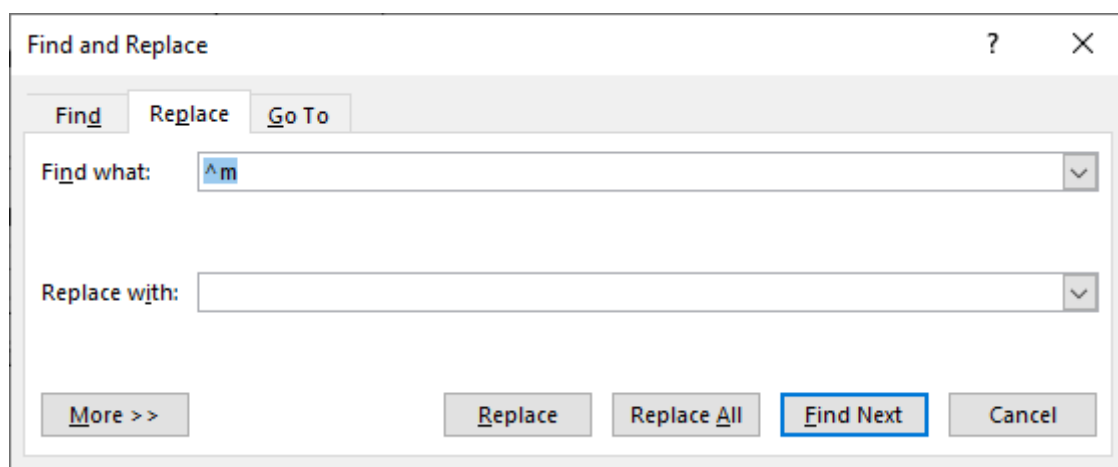 Find and Replace ?
Find Replace Go To
Find what: ^m
Replace with:
More >> Replace Replace All Find Next Cancel